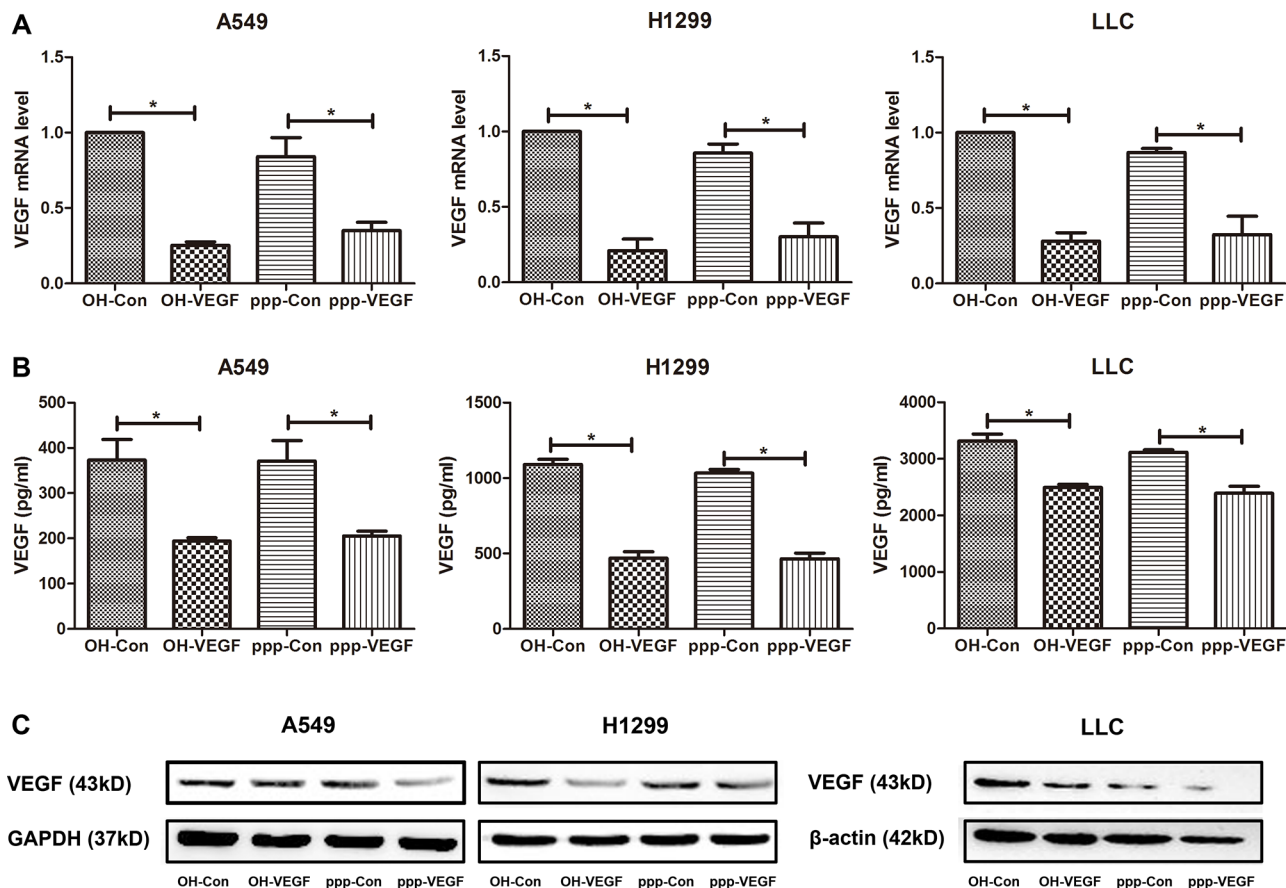 A
A549
H1299
LLC
VEGF mRNA level
1.5
1.0
0.5
0.0
*
*
OH-Con OH-VEGF ppp-Con ppp-VEGF
VEGF mRNA level
1.5
1.0
0.5
0.0
*
*
OH-Con OH-VEGF ppp-Con ppp-VEGF
VEGF mRNA level
1.5
1.0
0.5
0.0
*
*
OH-Con OH-VEGF ppp-Con ppp-VEGF
B
A549
H1299
LLC
VEGF (pg/ml)
500
400
300
200
100
0
*
*
OH-Con OH-VEGF ppp-Con ppp-VEGF
VEGF (pg/ml)
1500
1000
500
0
*
*
OH-Con OH-VEGF ppp-Con ppp-VEGF
VEGF (pg/ml)
4000
3000
2000
1000
0
*
*
OH-Con OH-VEGF ppp-Con ppp-VEGF
C
A549
H1299
LLC
VEGF (43kD)
GAPDH (37kD)
OH-Con OH-VEGF ppp-Con ppp-VEGF
OH-Con OH-VEGF ppp-Con ppp-VEGF
VEGF (43kD)
β-actin (42kD)
OH-Con OH-VEGF ppp-Con ppp-VEGF